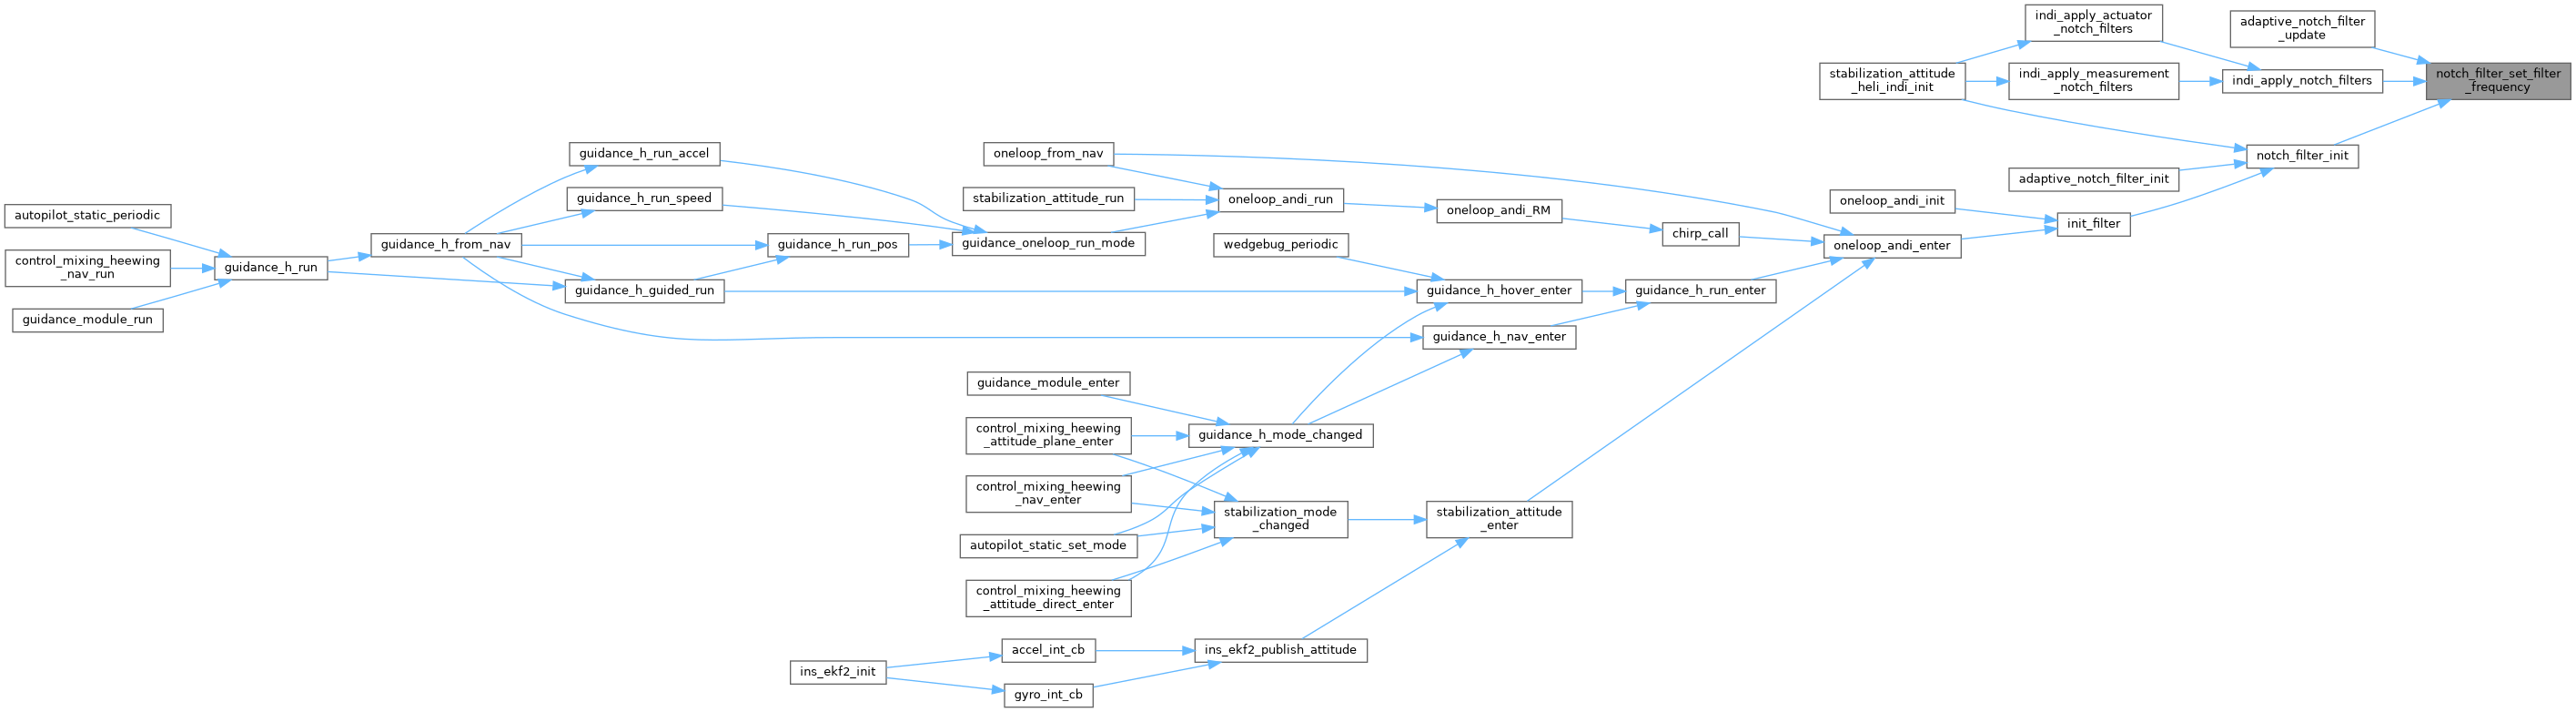 indi_apply_actuator
_notch_filters
adaptive_notch_filter
_update
stabilization_attitude
_heli_indi_init
indi_apply_measurement
_notch_filters
indi_apply_notch_filters
notch_filter_set_filter
_frequency
guidance_h_run_accel
oneloop_from_nav
notch_filter_init
adaptive_notch_filter_init
guidance_h_run_speed
stabilization_attitude_run
oneloop_andi_run
oneloop_andi_RM
oneloop_andi_init
init_filter
autopilot_static_periodic
chirp_call
guidance_h_from_nav
guidance_h_run_pos
guidance_oneloop_run_mode
wedgebug_periodic
oneloop_andi_enter
control_mixing_heewing
_nav_run
guidance_h_run
guidance_h_guided_run
guidance_h_hover_enter
guidance_h_run_enter
guidance_module_run
guidance_h_nav_enter
guidance_module_enter
control_mixing_heewing
_attitude_plane_enter
guidance_h_mode_changed
control_mixing_heewing
_nav_enter
stabilization_mode
_changed
stabilization_attitude
_enter
autopilot_static_set_mode
control_mixing_heewing
_attitude_direct_enter
accel_int_cb
ins_ekf2_publish_attitude
ins_ekf2_init
gyro_int_cb